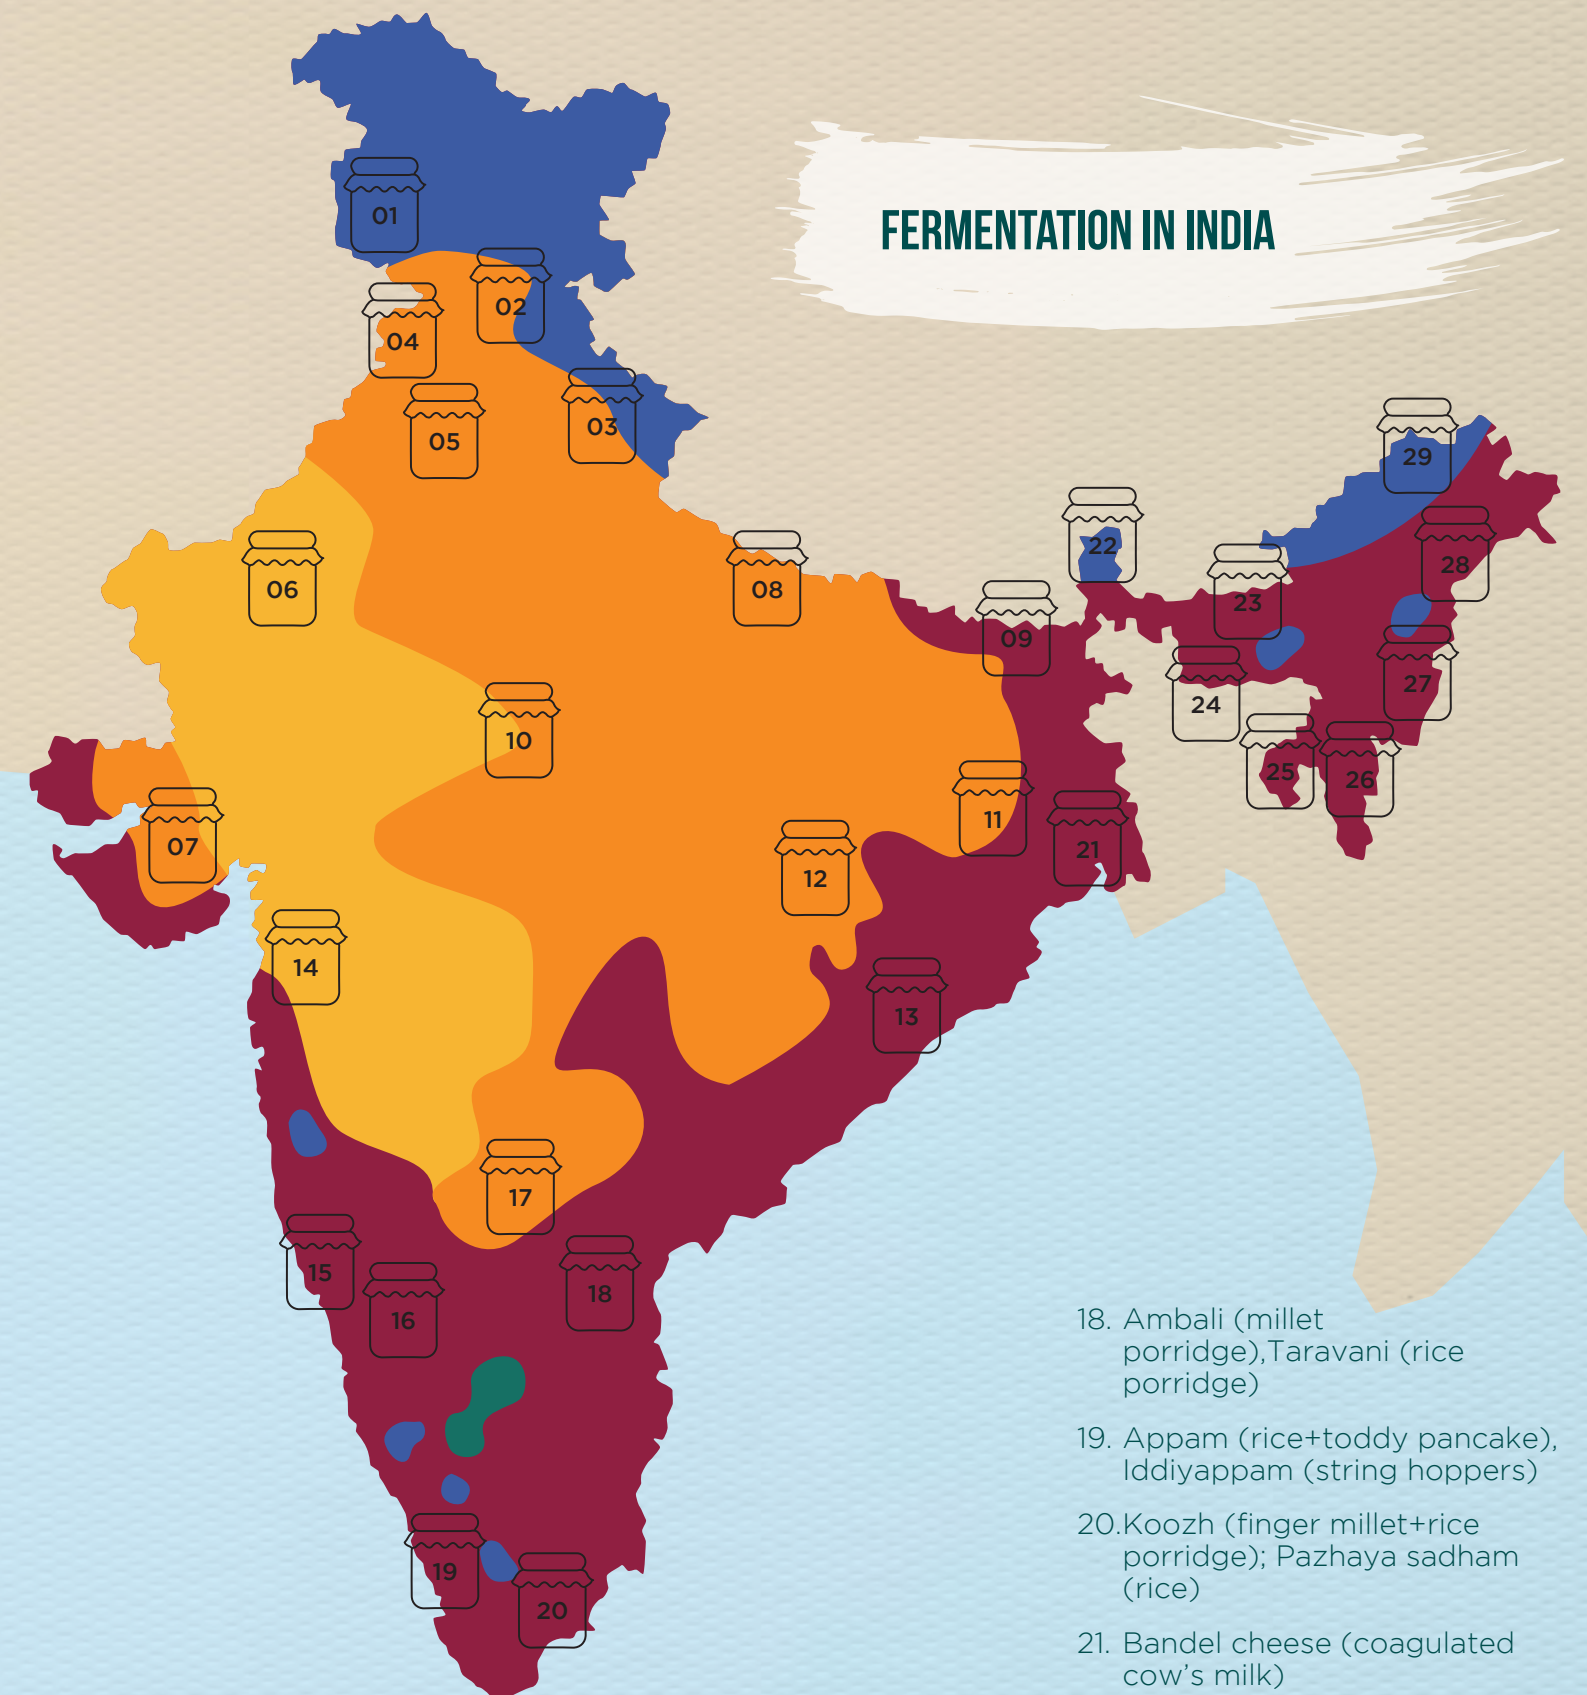 FERMENTATION IN INDIA
01
02
04
03
05
29
22
28
06
08
23
09
27
24
10
25
26
11
07
21
12
14
13
17
15
18
16
19
20
18. Ambali (millet
porridge),Taravani (rice
porridge)
19. Appam (rice+toddy pancake),
Iddiyappam (string hoppers)
20.Koozh (finger millet+rice
porridge); Pazhaya sadham
(rice)
21. Bandel cheese (coagulated
cow's milk)